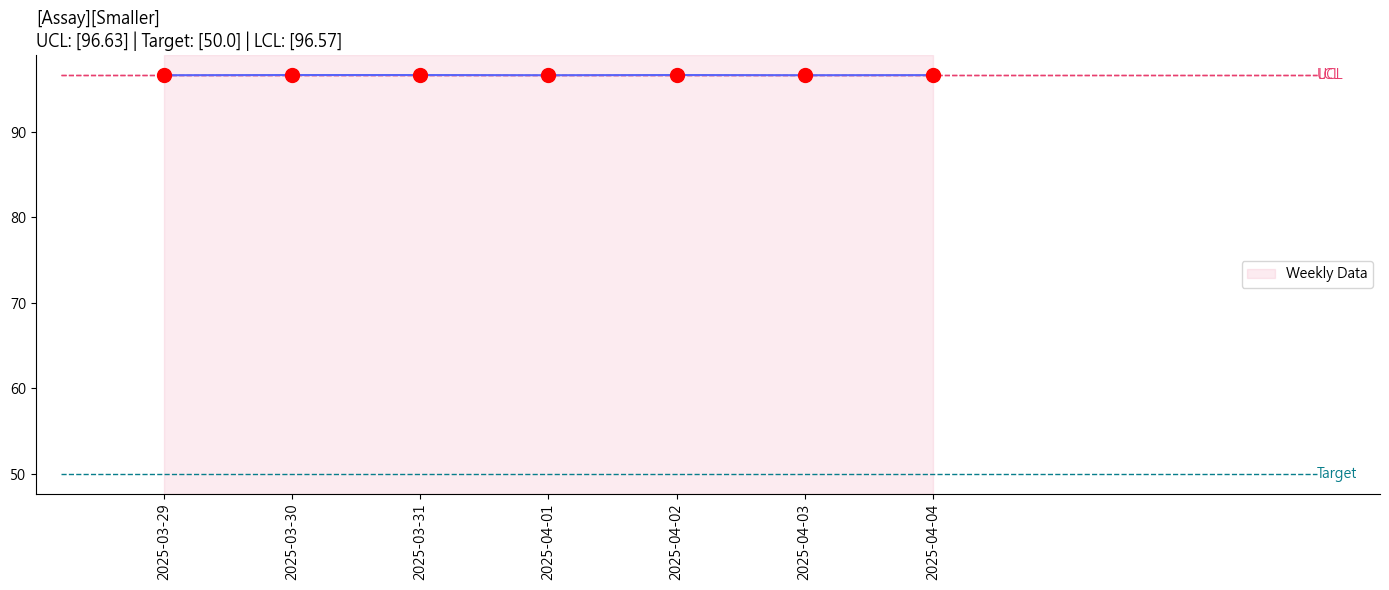 [Assay][Smaller]
UCL: [96.63] | Target: [50.0] | LCL: [96.57]
UCL
90
80
70
60
50
Weekly Data
Target
2025-03-29
2025-03-30
2025-03-31
2025-04-01
2025-04-02
2025-04-03
2025-04-04